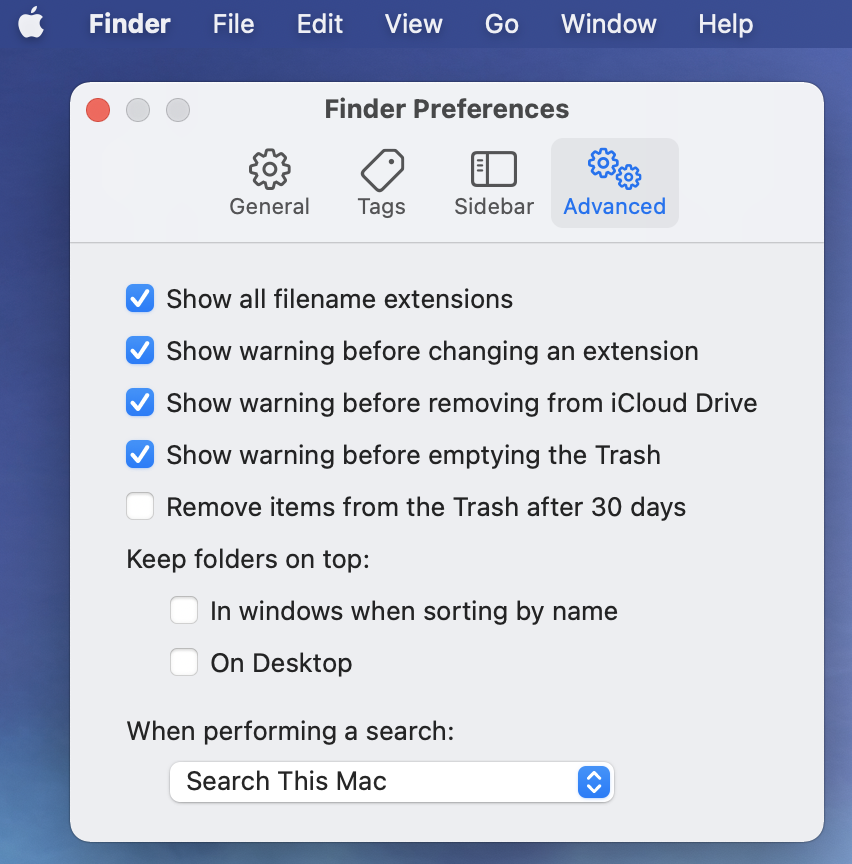 Finder File Edit View Go Window Help
Finder Preferences
General Tags Sidebar Advanced
Show all filename extensions
Show warning before changing an extension
Show warning before removing from iCloud Drive
Show warning before emptying the Trash
Remove items from the Trash after 30 days
Keep folders on top:
In windows when sorting by name
On Desktop
When performing a search:
Search This Mac